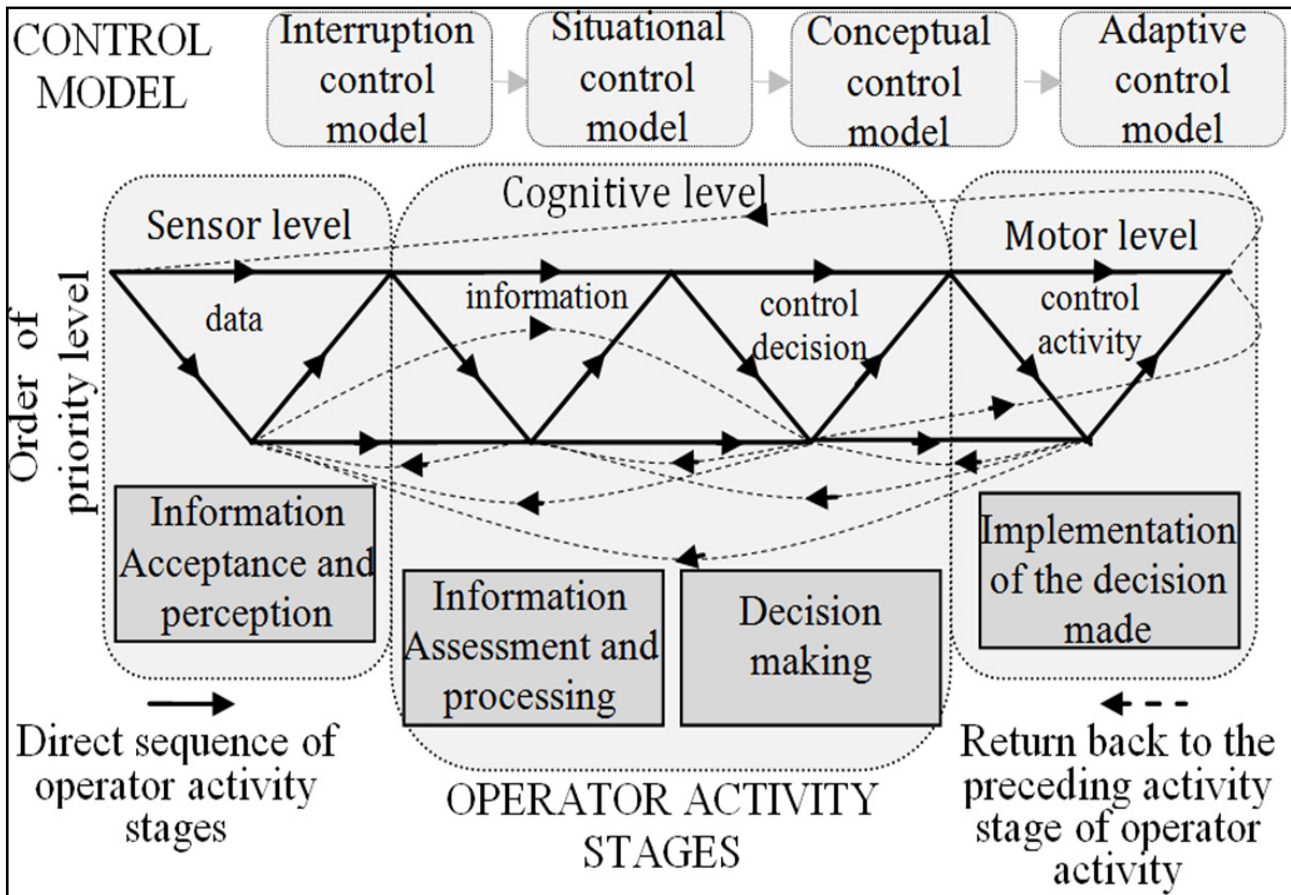 CONTROL
MODEL
Interruption
control
model
Situational
control
model
Conceptual
control
model
Adaptive
control
model
Sensor level
Cognitive level
Motor level
Order of
priority level
data
information
control
decision
control
activity
Information
Acceptance and
perception
Information
Assessment and
processing
Decision
making
Implementation
of the decision
made
Direct sequence of
operator activity
stages
OPERATOR ACTIVITY
STAGES
Return back to the
preceding activity
stage of operator
activity